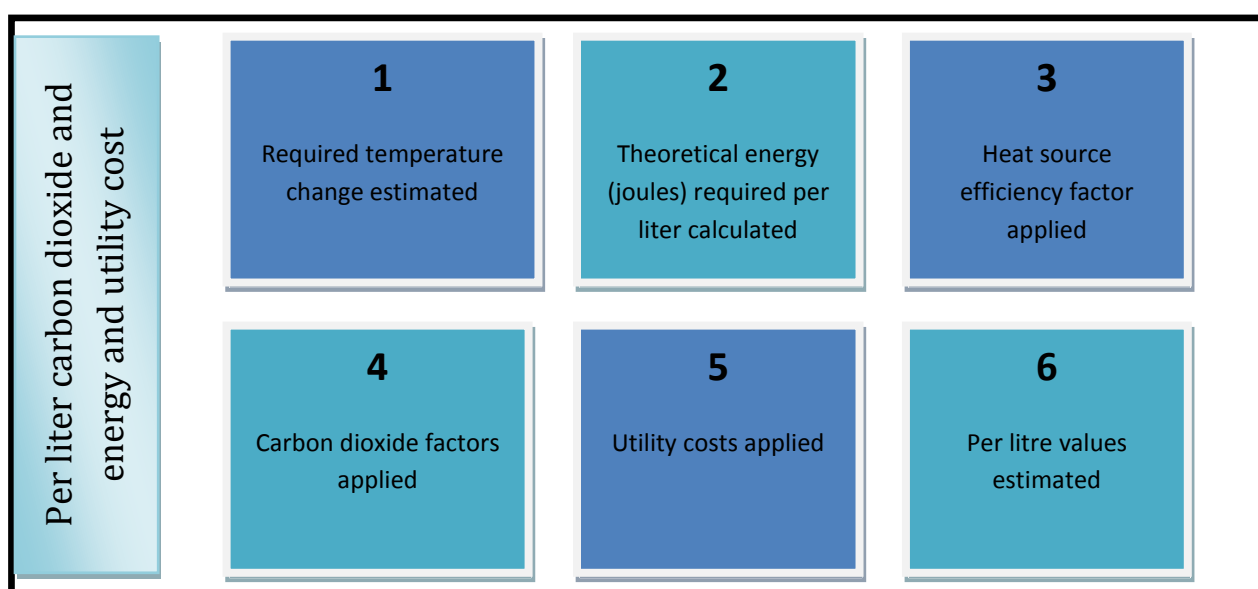 Per liter carbon dioxide and
energy and utility cost
1
Required temperature
change estimated
2
Theoretical energy
(joules) required per
liter calculated
3
Heat source
efficiency factor
applied
4
Carbon dioxide factors
applied
5
Utility costs applied
6
Per litre values
estimated